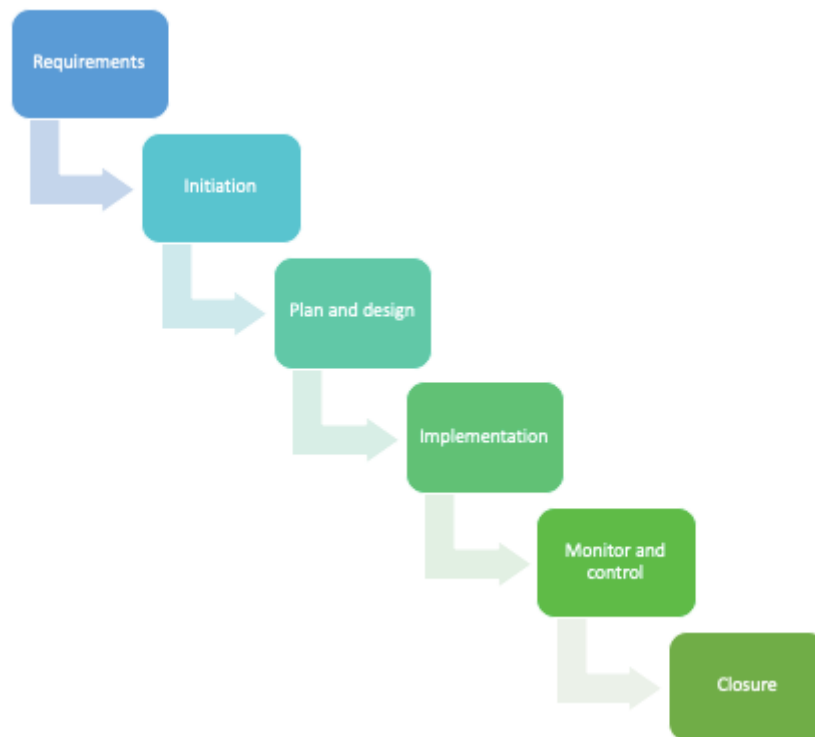 Requirements
Initiation
Plan and design
Implementation
Monitor and
control
Closure